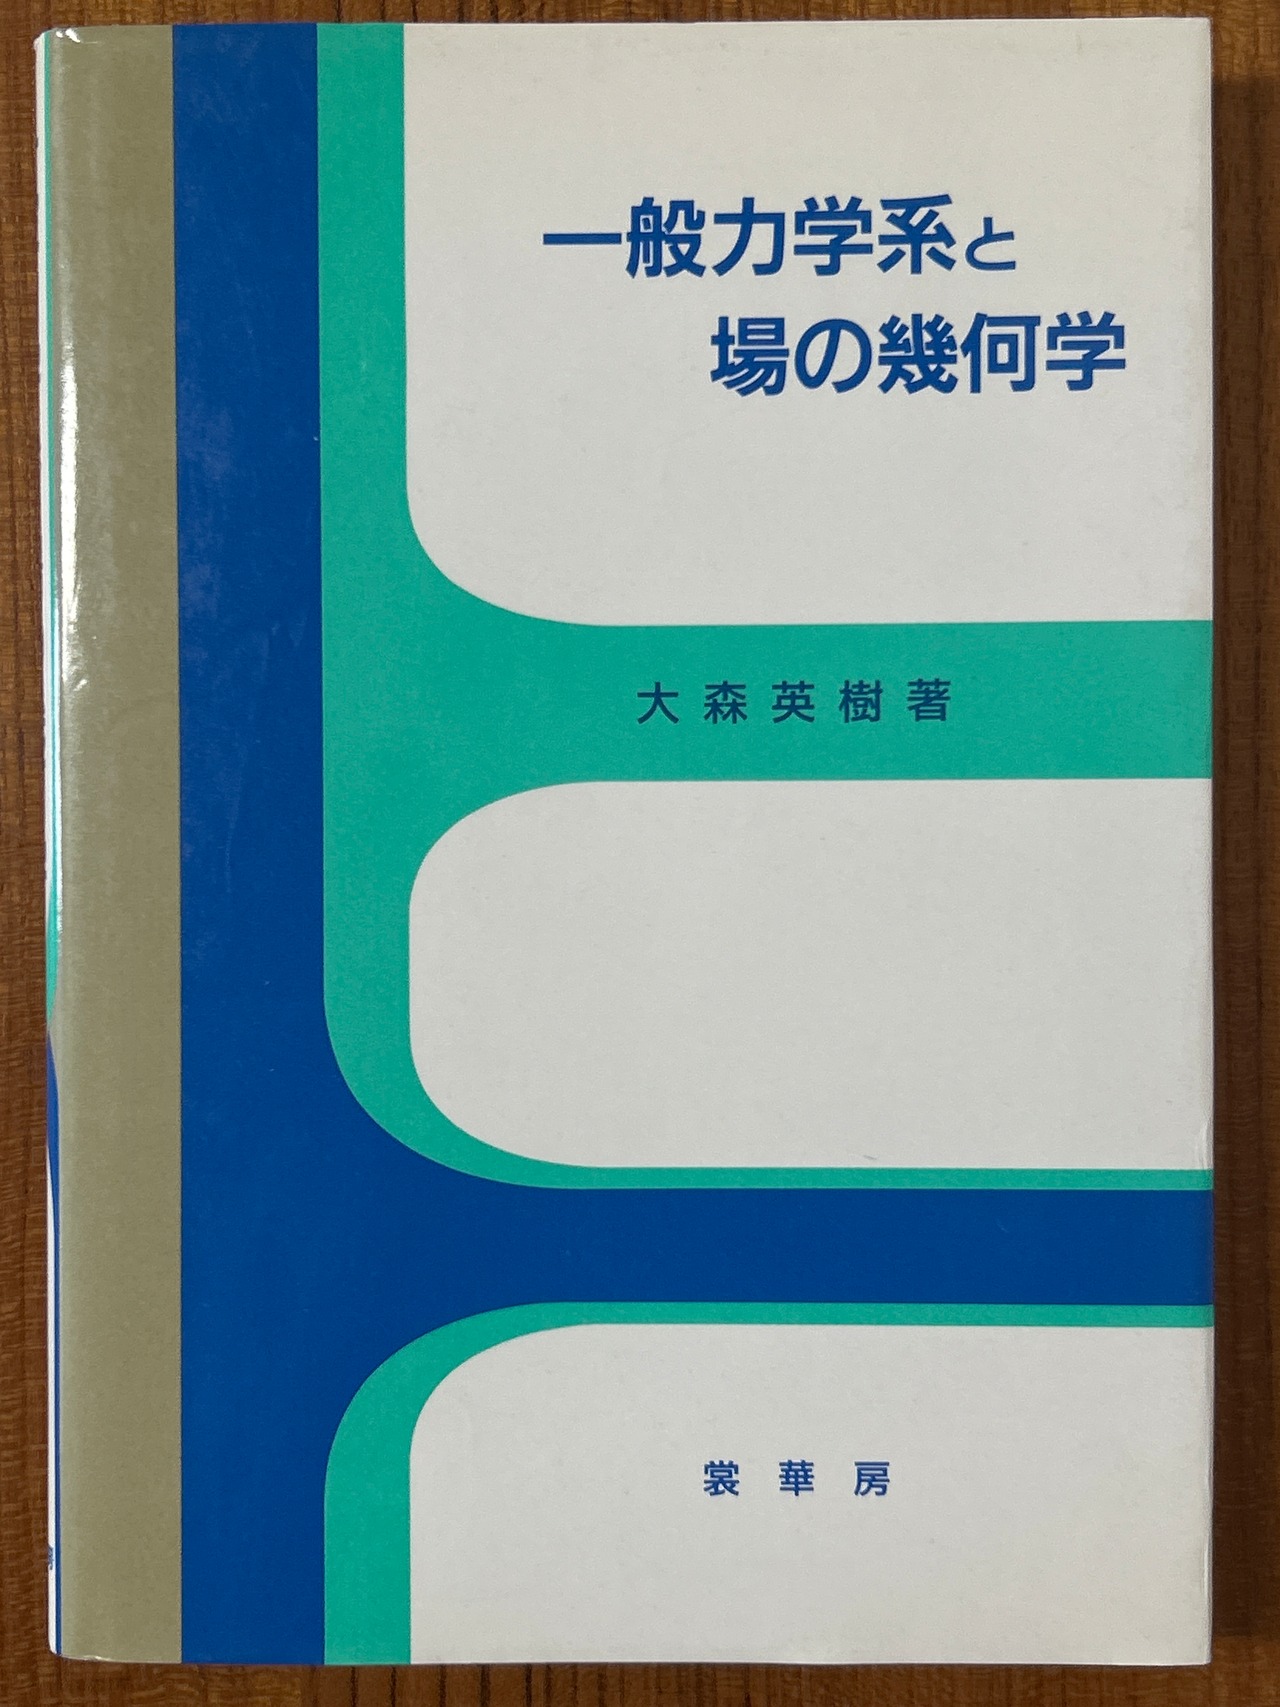 一般力学系と
場の幾何学
大森英樹著
裳華房